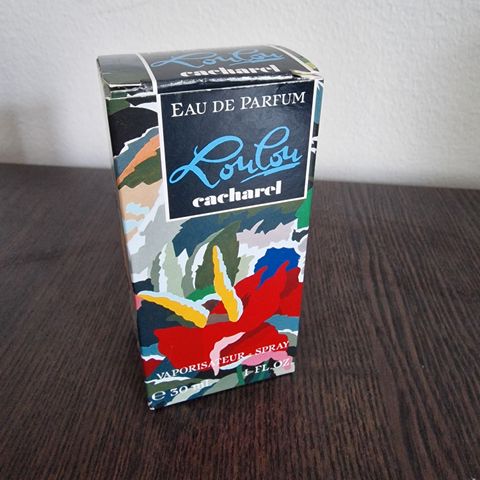 Loulou
cacharel
EAU DE PARFUM
Loulou
cacharel
VAPORISATEUR - SPRAY
℮ 30 mL 1 FL.OZ